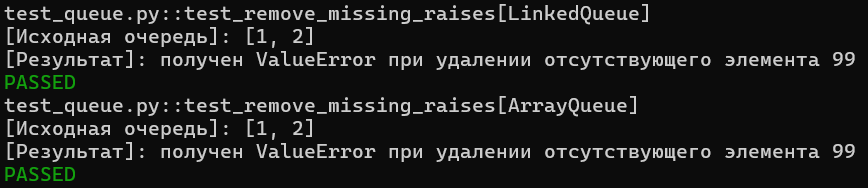 test_queue.py::test_remove_missing_raises[LinkedQueue]
[Исходная очередь]: [1, 2]
[Результат]: получен ValueError при удалении отсутствующего элемента 99
PASSED
test_queue.py::test_remove_missing_raises[ArrayQueue]
[Исходная очередь]: [1, 2]
[Результат]: получен ValueError при удалении отсутствующего элемента 99
PASSED